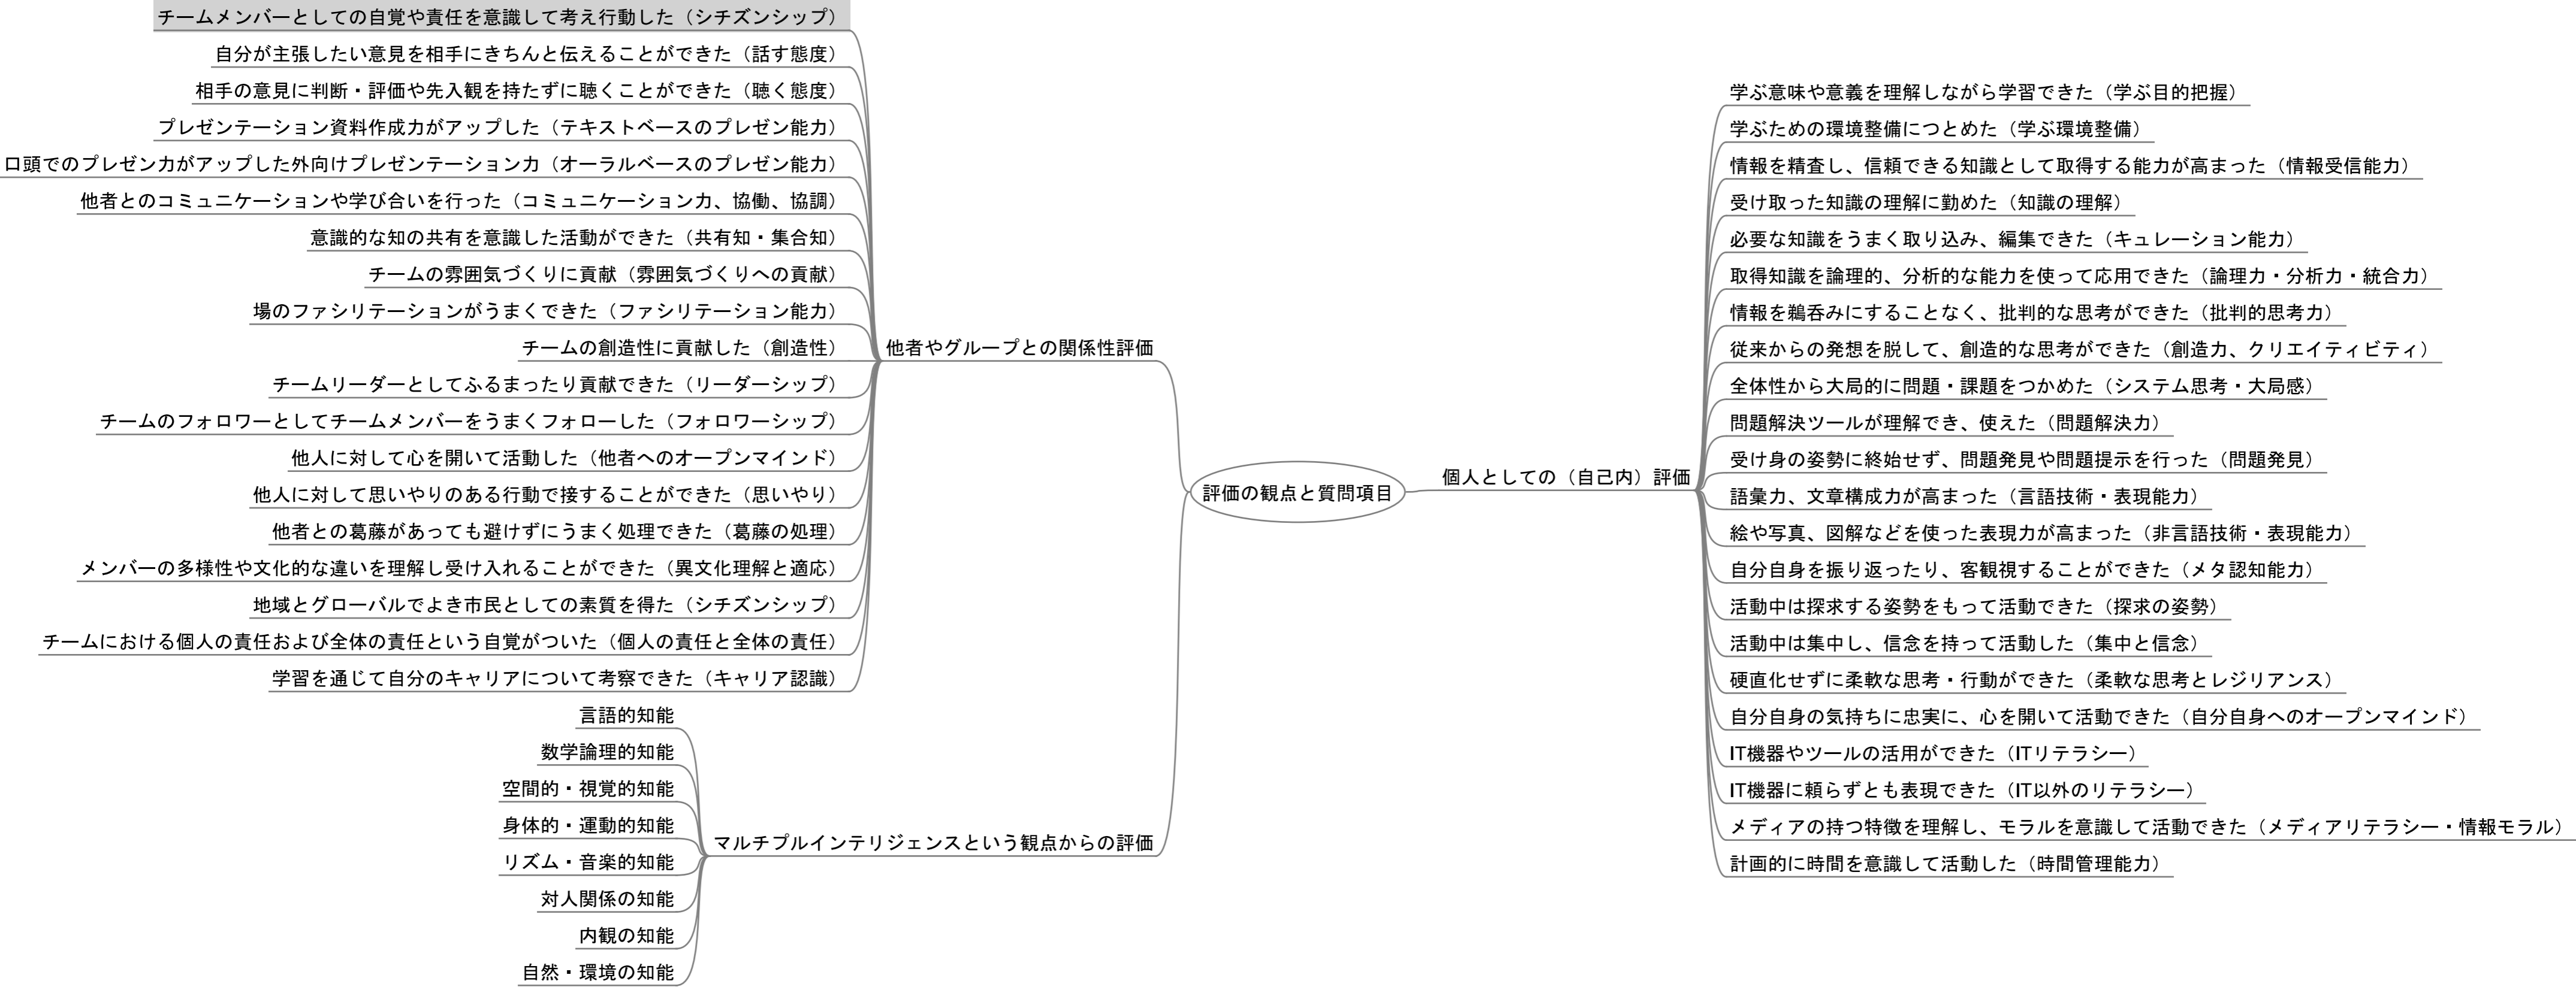 チームメンバーとしての自覚や責任を意識して考え行動した（シチズンシップ）
自分が主張したい意見を相手にきちんと伝えることができた（話す態度）
相手の意見に判断・評価や先入観を持たずに聴くことができた（聴く態度）
プレゼンテーション資料作成力がアップした（テキストベースのプレゼン能力）
口頭でのプレゼン力がアップした外向けプレゼンテーション力（オーラルベースのプレゼン能力）
他者とのコミュニケーションや学び合いを行った（コミュニケーション力、協働、協調）
意識的な知の共有を意識した活動ができた（共有知・集合知）
チームの雰囲気づくりに貢献（雰囲気づくりへの貢献）
場のファシリテーションがうまくできた（ファシリテーション能力）
チームの創造性に貢献した（創造性）
チームリーダーとしてふるまったり貢献できた（リーダーシップ）
チームのフォロワーとしてチームメンバーをうまくフォローした（フォロワーシップ）
他人に対して心を開いて活動した（他者へのオープンマインド）
他人に対して思いやりのある行動で接することができた（思いやり）
他者との葛藤があっても避けずにうまく処理できた（葛藤の処理）
メンバーの多様性や文化的な違いを理解し受け入れることができた（異文化理解と適応）
地域とグローバルでよき市民としての素質を得た（シチズンシップ）
チームにおける個人の責任および全体の責任という自覚がついた（個人の責任と全体の責任）
学習を通じて自分のキャリアについて考察できた（キャリア認識）
他者やグループとの関係性評価
言語的知能
数学論理的知能
空間的・視覚的知能
身体的・運動的知能
リズム・音楽的知能
対人関係の知能
内観の知能
自然・環境の知能
マルチプルインテリジェンスという観点からの評価
評価の観点と質問項目
個人としての（自己内）評価
学ぶ意味や意義を理解しながら学習できた（学ぶ目的把握）
学ぶための環境整備につとめた（学ぶ環境整備）
情報を精査し、信頼できる知識として取得する能力が高まった（情報受信能力）
受け取った知識の理解に勤めた（知識の理解）
必要な知識をうまく取り込み、編集できた（キュレーション能力）
取得知識を論理的、分析的な能力を使って応用できた（論理力・分析力・統合力）
情報を鵜呑みにすることなく、批判的な思考ができた（批判的思考力）
従来からの発想を脱して、創造的な思考ができた（創造力、クリエイティビティ）
全体性から大局的に問題・課題をつかめた（システム思考・大局感）
問題解決ツールが理解でき、使えた（問題解決力）
受け身の姿勢に終始せず、問題発見や問題提示を行った（問題発見）
語彙力、文章構成力が高まった（言語技術・表現能力）
絵や写真、図解などを使った表現力が高まった（非言語技術・表現能力）
自分自身を振り返ったり、客観視することができた（メタ認知能力）
活動中は探求する姿勢をもって活動できた（探求の姿勢）
活動中は集中し、信念を持って活動した（集中と信念）
硬直化せずに柔軟な思考・行動ができた（柔軟な思考とレジリアンス）
自分自身の気持ちに忠実に、心を開いて活動できた（自分自身へのオープンマインド）
IT機器やツールの活用ができた（ITリテラシー）
IT機器に頼らずとも表現できた（IT以外のリテラシー）
メディアの持つ特徴を理解し、モラルを意識して活動できた（メディアリテラシー・情報モラル）
計画的に時間を意識して活動した（時間管理能力）